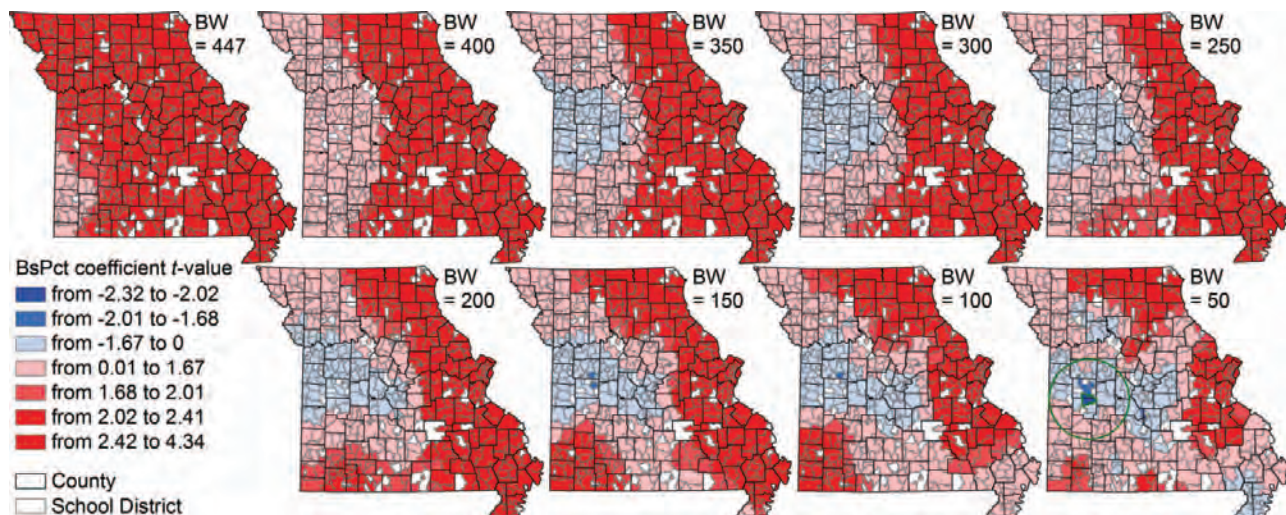 BW
= 447
BW
= 400
BW
= 350
BW
= 300
BW
= 250
BsPct coefficient t-value
from -2.32 to -2.02
from -2.01 to -1.68
from -1.67 to 0
from 0.01 to 1.67
from 1.68 to 2.01
from 2.02 to 2.41
from 2.42 to 4.34
County
School District
BW
= 200
BW
= 150
BW
= 100
BW
= 50